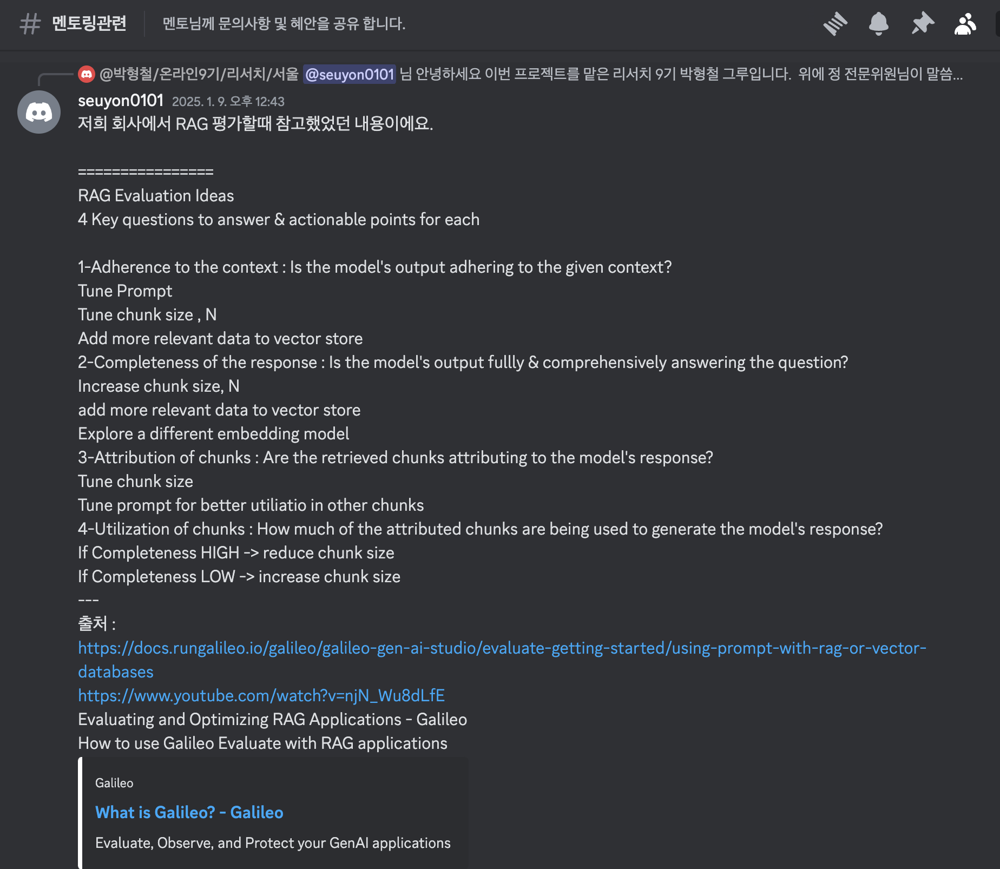 멘토링관련
멘토님께 문의사항 및 혜안을 공유 합니다.
@박형철/온라인9기/리서치/서울 @seuyon0101 님 안녕하세요 이번 프로젝트를 맡은 리서치 9기 박형철 그루입니다. 위에 정 전문위원님이 말씀...
seuyon0101 2025. 1. 9. 오후 12:43
저희 회사에서 RAG 평가할때 참고했었던 내용이에요.
================
RAG Evaluation Ideas
4 Key questions to answer & actionable points for each
1-Adherence to the context : Is the model's output adhering to the given context?
Tune Prompt
Tune chunk size , N
Add more relevant data to vector store
2-Completeness of the response : Is the model's output fullly & comprehensively answering the question?
Increase chunk size, N
add more relevant data to vector store
Explore a different embedding model
3-Attribution of chunks : Are the retrieved chunks attributing to the model's response?
Tune chunk size
Tune prompt for better utiliatio in other chunks
4-Utilization of chunks : How much of the attributed chunks are being used to generate the model's response?
If Completeness HIGH -> reduce chunk size
If Completeness LOW -> increase chunk size
---
출처 :
https://docs.rungalileo.io/galileo/galileo-gen-ai-studio/evaluate-getting-started/using-prompt-with-rag-or-vector-
databases
https://www.youtube.com/watch?v=njN_Wu8dLfE
Evaluating and Optimizing RAG Applications - Galileo
How to use Galileo Evaluate with RAG applications
Galileo
What is Galileo? - Galileo
Evaluate, Observe, and Protect your GenAI applications